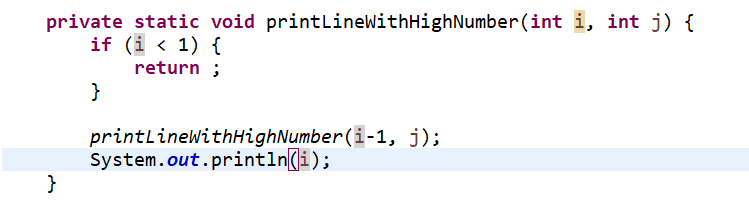 private static void printLineWithHighNumber(int i, int j) {
    if (i < 1) {
        return ;
    }

    printLineWithHighNumber(i-1, j);
    System.out.println(i);
}